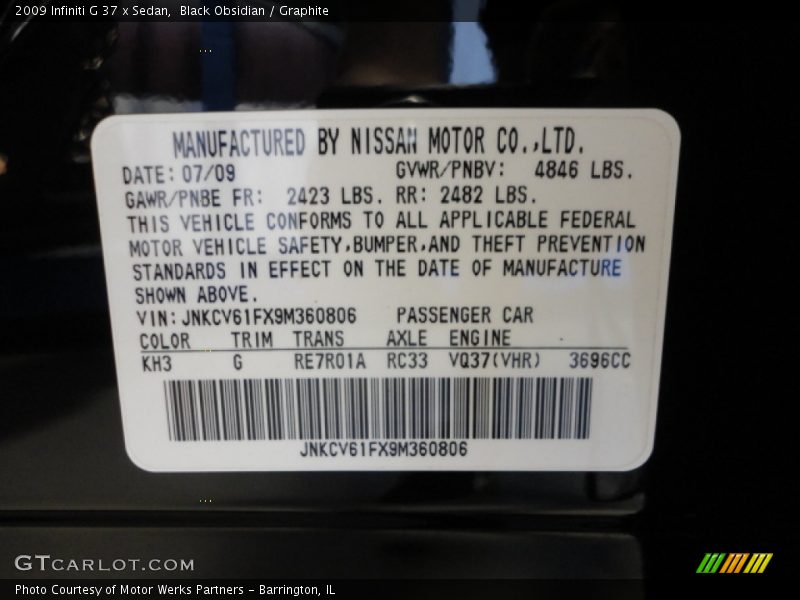 2009 Infiniti G 37 x Sedan,  Black Obsidian / Graphite
MANUFACTURED BY NISSAN MOTOR CO.,LTD.
DATE: 07/09 GVWR/PNBV: 4846 LBS.
GAWR/PNBE FR: 2423 LBS. RR: 2482 LBS.
THIS VEHICLE CONFORMS TO ALL APPLICABLE FEDERAL
MOTOR VEHICLE SAFETY,BUMPER,AND THEFT PREVENTION
STANDARDS IN EFFECT ON THE DATE OF MANUFACTURE
SHOWN ABOVE.
VIN: JNKCV61FX9M360806 PASSENGER CAR
COLOR TRIM TRANS AXLE ENGINE
KH3 G RE7R01A RC33 VQ37(VHR) 3696CC
JNKCV61FX9M360806
GTCARLOT.COM
Photo Courtesy of Motor Werks Partners - Barrington, IL